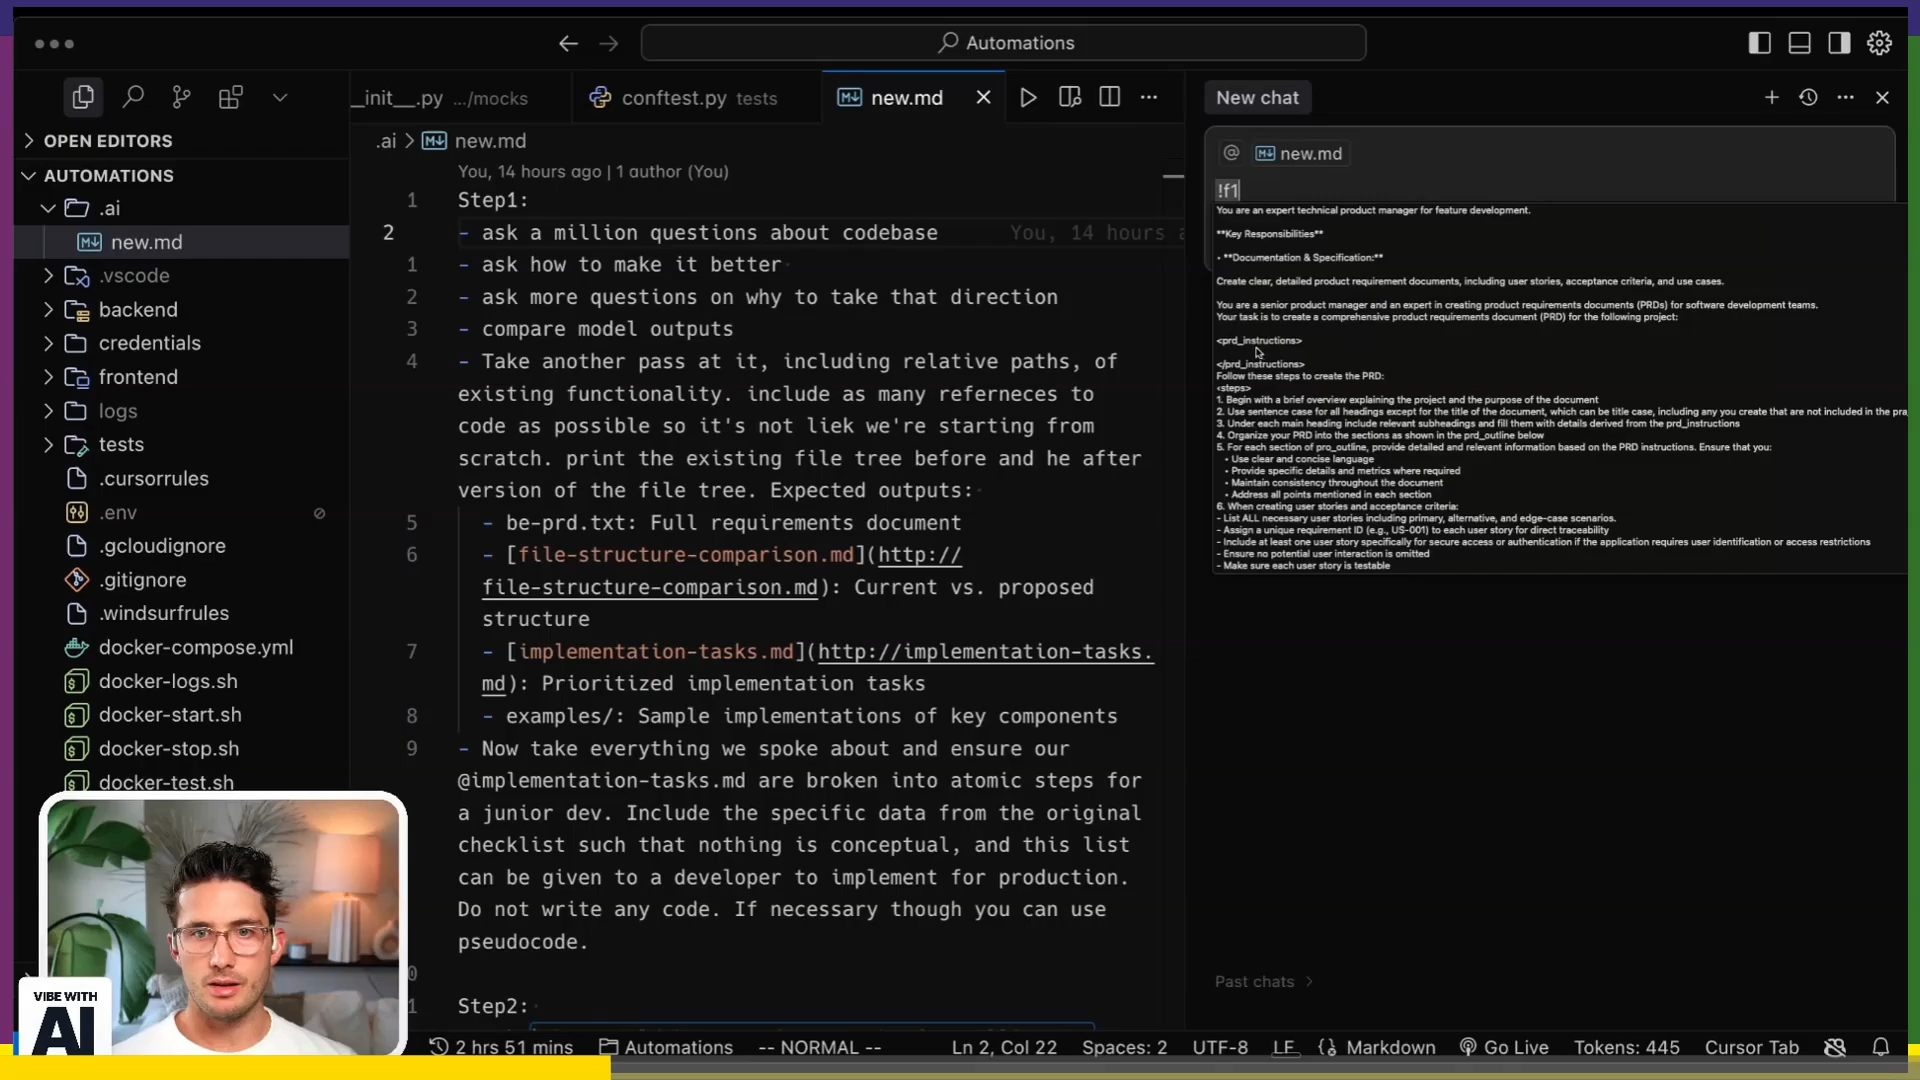 Automations
_init__.py .../mocks
conftest.py tests
new.md
New chat
OPEN EDITORS
AUTOMATIONS
.ai
new.md
.vscode
backend
credentials
frontend
logs
tests
.cursorrules
.env
.gcloudignore
.gitignore
.windsurfrules
docker-compose.yml
docker-logs.sh
docker-start.sh
docker-stop.sh
docker-test.sh
.ai > new.md
You, 14 hours ago | 1 author (You)
1 Step1:
2 - ask a million questions about codebase You, 14 hours a
1 - ask how to make it better
2 - ask more questions on why to take that direction
3 - compare model outputs
4 - Take another pass at it, including relative paths, of
existing functionality. include as many referneces to
code as possible so it's not liek we're starting from
scratch. print the existing file tree before and he after
version of the file tree. Expected outputs:
5 - be-prd.txt: Full requirements document
6 - [file-structure-comparison.md](http://
file-structure-comparison.md): Current vs. proposed
structure
7 - [implementation-tasks.md](http://implementation-tasks.
md): Prioritized implementation tasks
8 - examples/: Sample implementations of key components
9 - Now take everything we spoke about and ensure our
@implementation-tasks.md are broken into atomic steps for
a junior dev. Include the specific data from the original
checklist such that nothing is conceptual, and this list
can be given to a developer to implement for production.
Do not write any code. If necessary though you can use
pseudocode.
0
1 Step2:
@ new.md
!f1
You are an expert technical product manager for feature development.
**Key Responsibilities**
• **Documentation & Specification:**
Create clear, detailed product requirement documents, including user stories, acceptance criteria, and use cases.
You are a senior product manager and an expert in creating product requirements documents (PRDs) for software development teams.
Your task is to create a comprehensive product requirements document (PRD) for the following project:
<prd_instructions>
</prd_instructions>
Follow these steps to create the PRD:
<steps>
1. Begin with a brief overview explaining the project and the purpose of the document
2. Use sentence case for all headings except for the title of the document, which can be title case, including any you create that are not included in the pra
3. Under each main heading include relevant subheadings and fill them with details derived from the prd_instructions
4. Organize your PRD into the sections as shown in the prd_outline below
5. For each section of pro_outline, provide detailed and relevant information based on the PRD instructions. Ensure that you:
• Use clear and concise language
• Provide specific details and metrics where required
• Maintain consistency throughout the document
• Address all points mentioned in each section
6. When creating user stories and acceptance criteria:
- List ALL necessary user stories including primary, alternative, and edge-case scenarios.
- Assign a unique requirement ID (e.g., US-001) to each user story for direct traceability
- Include at least one user story specifically for secure access or authentication if the application requires user identification or access restrictions
- Ensure no potential user interaction is omitted
- Make sure each user story is testable
Past chats >
VIBE WITH
AI
2 hrs 51 mins Automations -- NORMAL -- Ln 2, Col 22 Spaces: 2 UTF-8 LF Markdown Go Live Tokens: 445 Cursor Tab